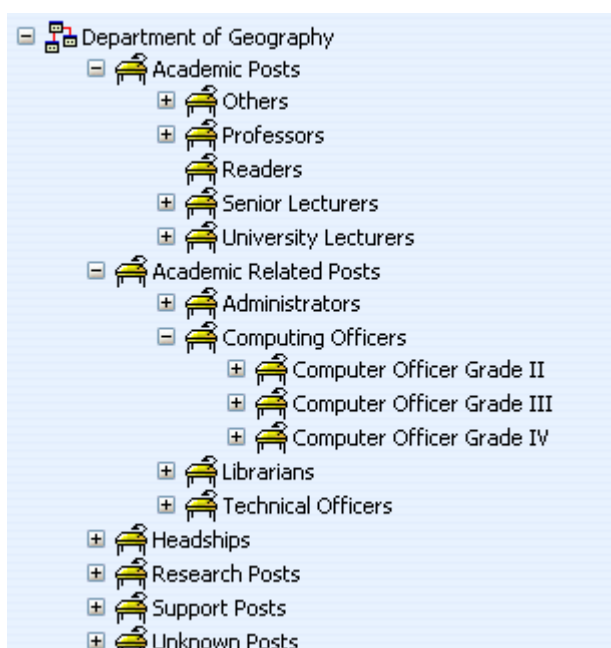 Department of Geography
Academic Posts
Others
Professors
Readers
Senior Lecturers
University Lecturers
Academic Related Posts
Administrators
Computing Officers
Computer Officer Grade II
Computer Officer Grade III
Computer Officer Grade IV
Librarians
Technical Officers
Headships
Research Posts
Support Posts
Unknown Posts